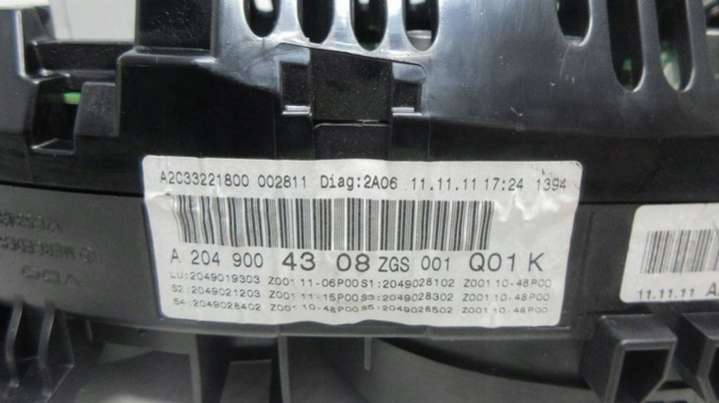 A2C33221800 002811 Diag:2A06 11.11.11 17:24 1394
A 204 900 43 08 ZGS 001 Q01 K
LU:2049019303 Z001 11-06P00 S1:2049028102 Z001 10-48P00
S2:2049021203 Z001 11-15P00 S3:2049028302 Z001 10-48P00
S4:2049028402 Z001 10-48P00 S5:2049028502 Z001 10-48P00
11.11.11 A
VDO